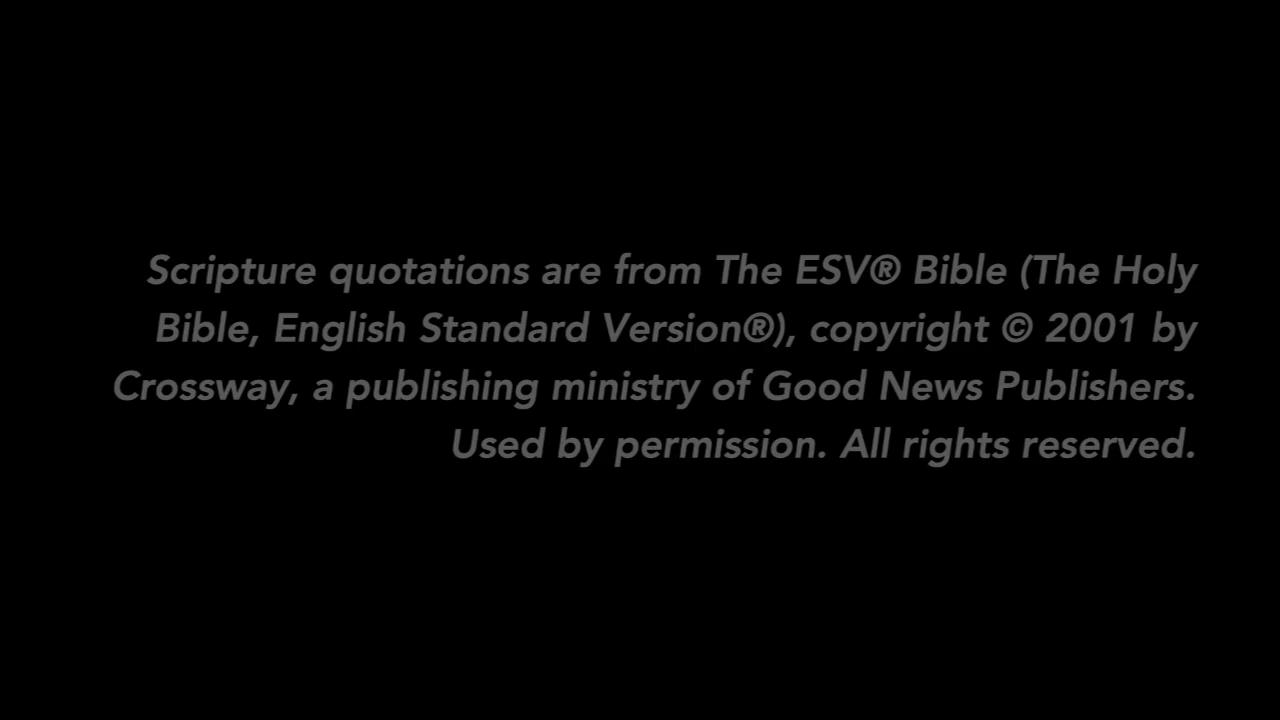 Scripture quotations are from The ESV® Bible (The Holy
Bible, English Standard Version®), copyright © 2001 by
Crossway, a publishing ministry of Good News Publishers.
Used by permission. All rights reserved.